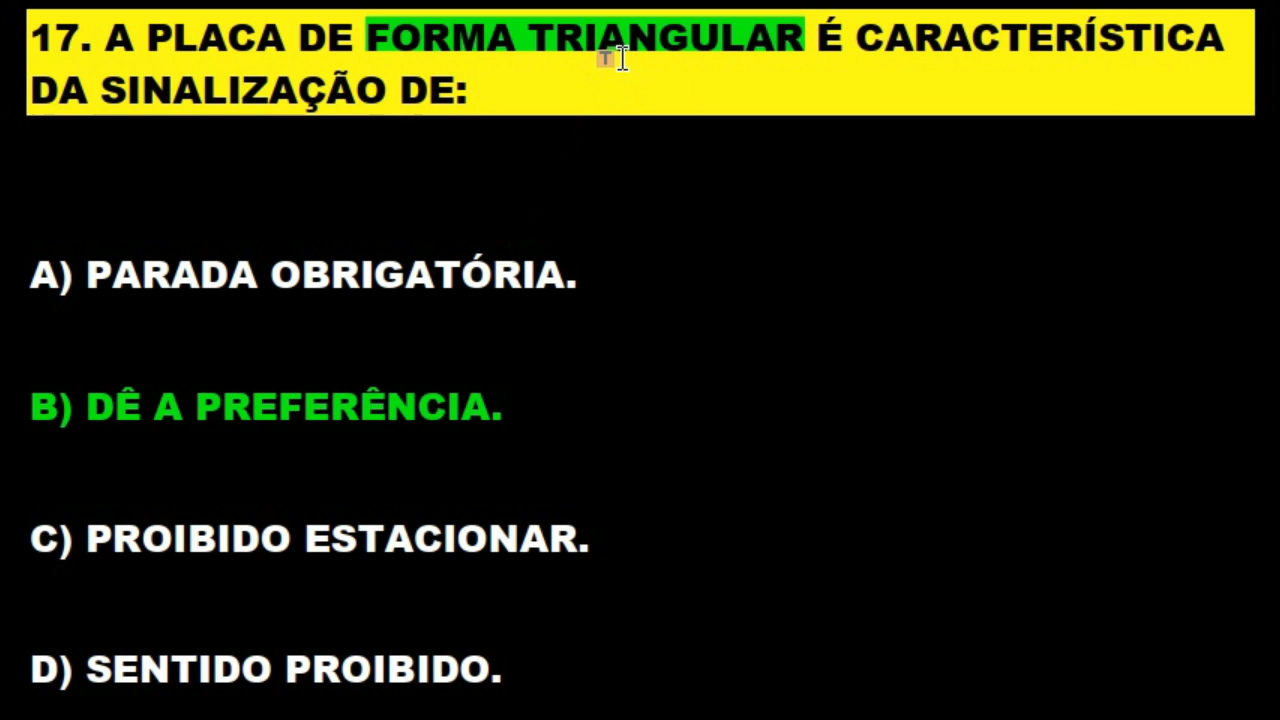 17. A PLACA DE FORMA TRIANGULAR É CARACTERÍSTICA
DA SINALIZAÇÃO DE:
T
A) PARADA OBRIGATÓRIA.
B) DÊ A PREFERÊNCIA.
C) PROIBIDO ESTACIONAR.
D) SENTIDO PROIBIDO.